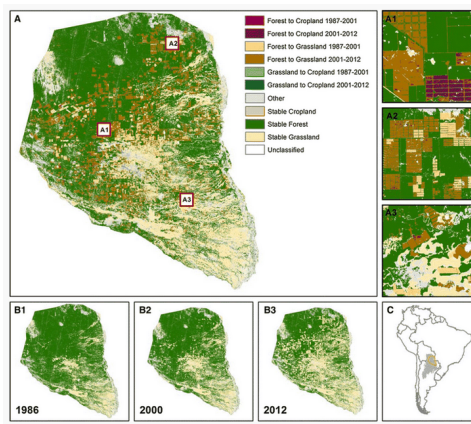 A
A2
A1
A3
Forest to Cropland 1987-2001
Forest to Cropland 2001-2012
Forest to Grassland 1987-2001
Forest to Grassland 2001-2012
Grassland to Cropland 1987-2001
Grassland to Cropland 2001-2012
Other
Stable Cropland
Stable Forest
Stable Grassland
Unclassified
A1
A2
A3
B1
1986
B2
2000
B3
2012
C